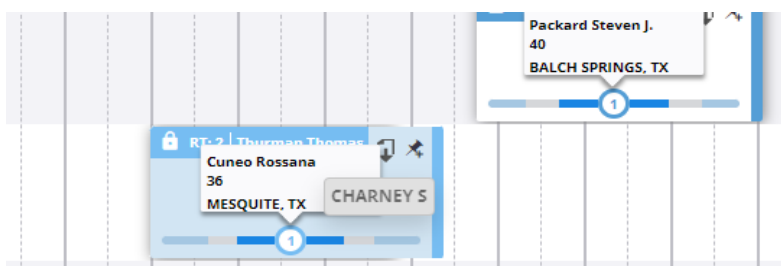 Packard Steven J.
40
BALCH SPRINGS, TX
1
RT: 2 | Thurman Thomas
Cuneo Rossana
36
MESQUITE, TX
CHARNEY S
1